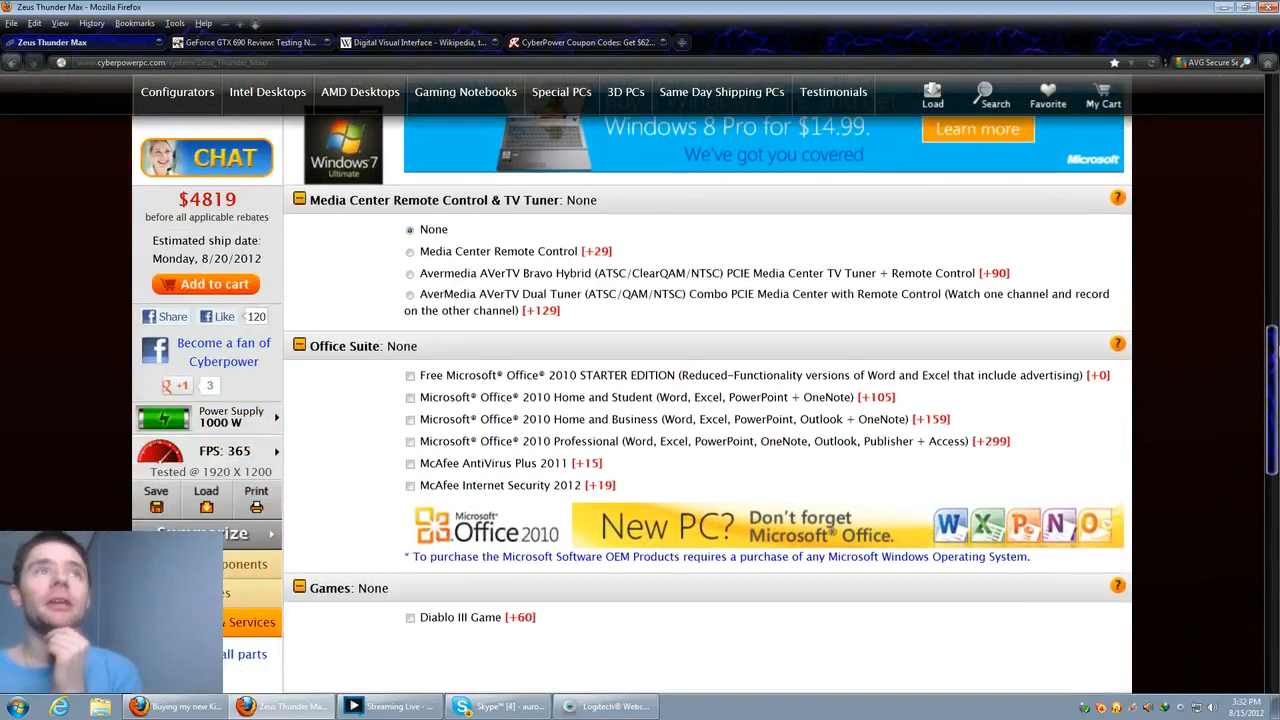 Zeus Thunder Max - Mozilla Firefox
File Edit View History Bookmarks Tools Help
Zeus Thunder Max
GeForce GTX 690 Review: Testing N...
Digital Visual Interface - Wikipedia, t...
CyberPower Coupon Codes: Get $62...
www.cyberpowerpc.com/system/Zeus_Thunder_Max/
AVG Secure Se
Configurators Intel Desktops AMD Desktops Gaming Notebooks Special PCs 3D PCs Same Day Shipping PCs Testimonials
Load Search Favorite My Cart
Windows 8 Pro for $14.99.
Learn more
We've got you covered
Microsoft
Windows 7
Ultimate
CHAT
$4819
before all applicable rebates
Estimated ship date:
Monday, 8/20/2012
Add to cart
Share Like 120
Become a fan of
Cyberpower
+1 3
Power Supply
1000 W
FPS: 365
Tested @ 1920 X 1200
Save Load Print
Summarize
ponents
es
& Services
all parts
Media Center Remote Control & TV Tuner: None
None
Media Center Remote Control [+29]
Avermedia AVerTV Bravo Hybrid (ATSC/ClearQAM/NTSC) PCIE Media Center TV Tuner + Remote Control [+90]
AverMedia AVerTV Dual Tuner (ATSC/QAM/NTSC) Combo PCIE Media Center with Remote Control (Watch one channel and record
on the other channel) [+129]
Office Suite: None
Free Microsoft® Office® 2010 STARTER EDITION (Reduced-Functionality versions of Word and Excel that include advertising) [+0]
Microsoft® Office® 2010 Home and Student (Word, Excel, PowerPoint + OneNote) [+105]
Microsoft® Office® 2010 Home and Business (Word, Excel, PowerPoint, Outlook + OneNote) [+159]
Microsoft® Office® 2010 Professional (Word, Excel, PowerPoint, OneNote, Outlook, Publisher + Access) [+299]
McAfee AntiVirus Plus 2011 [+15]
McAfee Internet Security 2012 [+19]
Microsoft®
Office 2010
New PC? Don't forget
Microsoft® Office.
W X P N O
* To purchase the Microsoft Software OEM Products requires a purchase of any Microsoft Windows Operating System.
Games: None
Diablo III Game [+60]
Buying my new Ki...
Zeus Thunder Ma...
Streaming Live - ...
Skype™ [4] - auro...
Logitech® Webc...
3:32 PM
8/15/2012